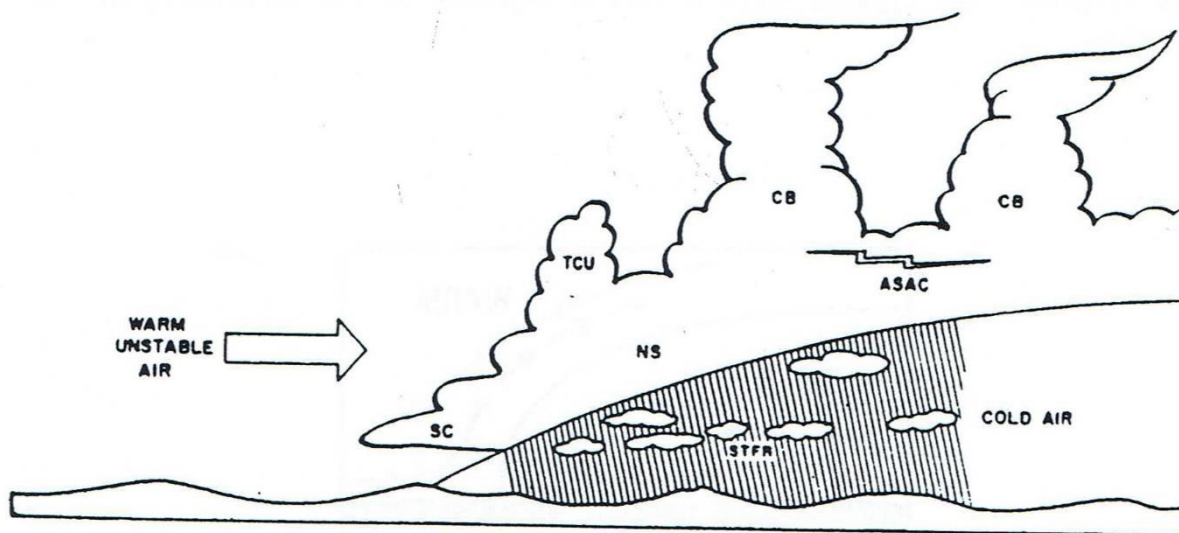 CB
CB
TCU
ASAC
WARM
UNSTABLE
AIR
NS
SC
STFR
COLD AIR